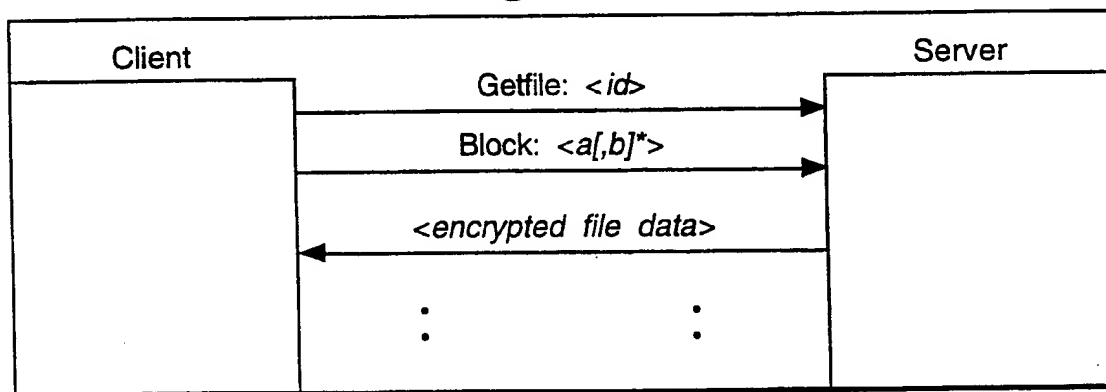 Client
Server
Getfile: <id>
Block: <a[,b]*>
<encrypted file data>